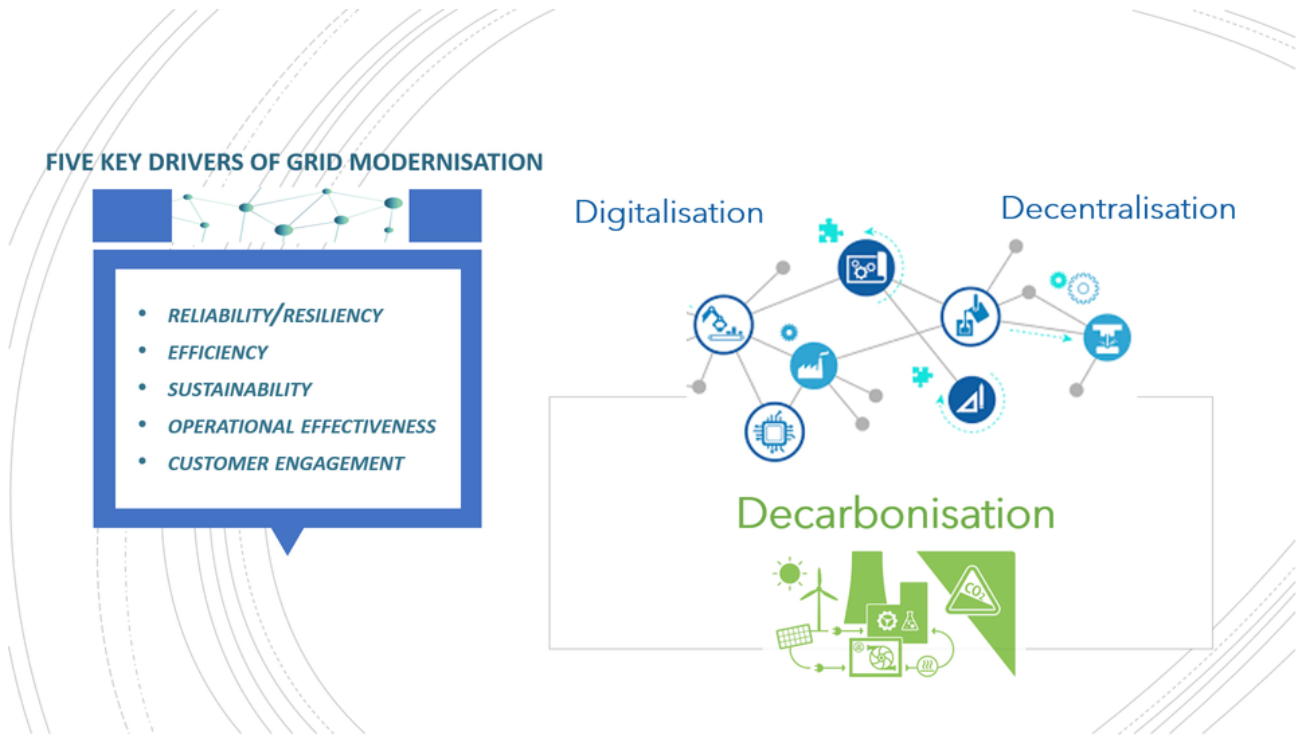 FIVE KEY DRIVERS OF GRID MODERNISATION
• RELIABILITY/RESILIENCY
• EFFICIENCY
• SUSTAINABILITY
• OPERATIONAL EFFECTIVENESS
• CUSTOMER ENGAGEMENT
Digitalisation
Decentralisation
Decarbonisation
CO₂